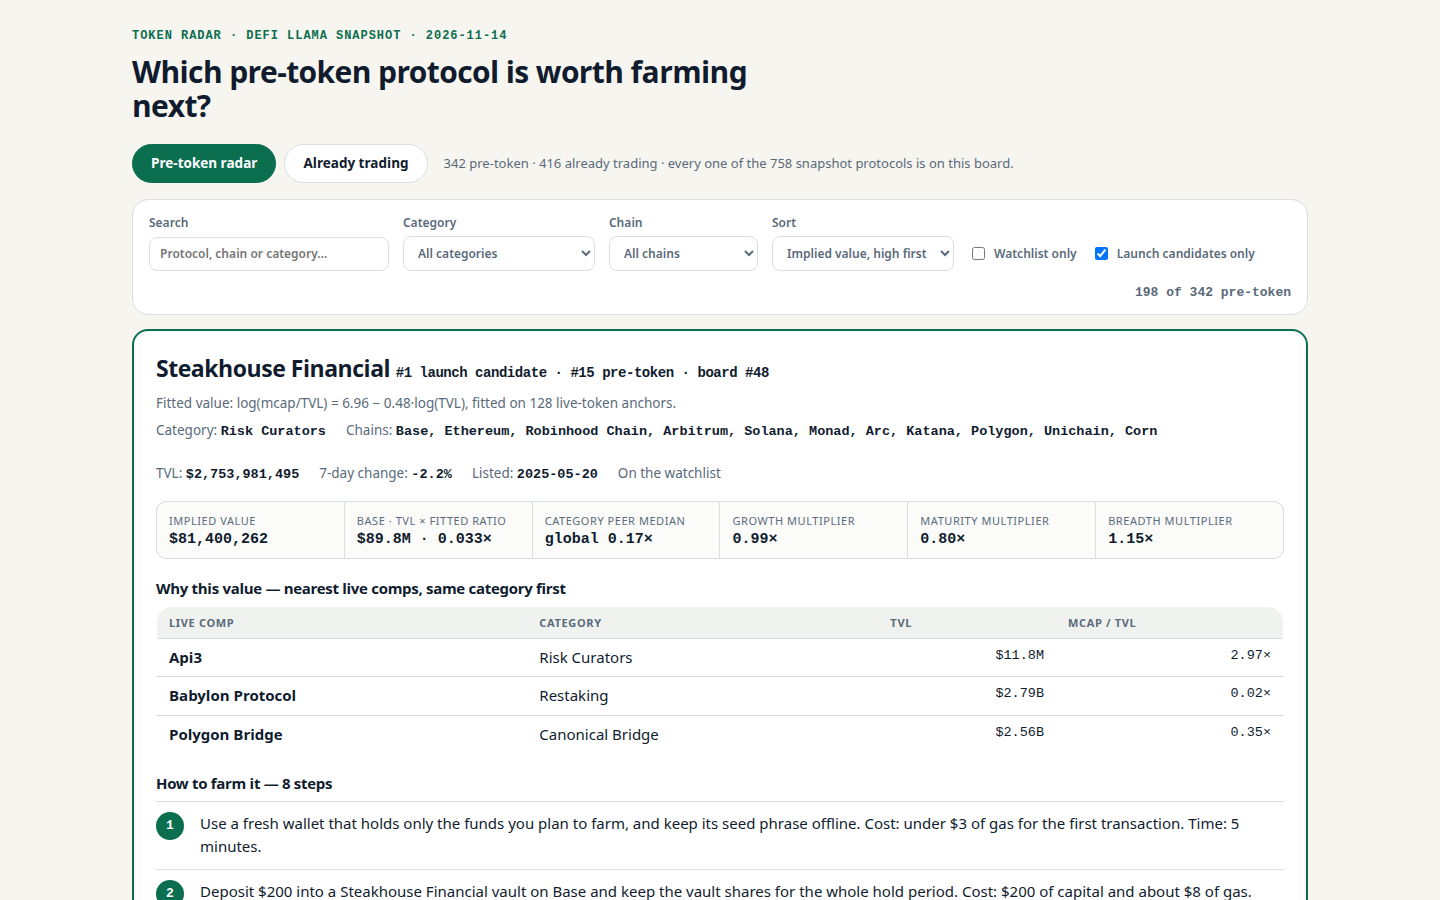 TOKEN RADAR · DEFI LLAMA SNAPSHOT · 2026-11-14
Which pre-token protocol is worth farming
next?
Pre-token radar
Already trading
342 pre-token · 416 already trading · every one of the 758 snapshot protocols is on this board.
Search
Category
Chain
Sort
Protocol, chain or category...
All categories
All chains
Implied value, high first
Watchlist only
Launch candidates only
198 of 342 pre-token
Steakhouse Financial #1 launch candidate · #15 pre-token · board #48
Fitted value: log(mcap/TVL) = 6.96 − 0.48·log(TVL), fitted on 128 live-token anchors.
Category: Risk Curators Chains: Base, Ethereum, Robinhood Chain, Arbitrum, Solana, Monad, Arc, Katana, Polygon, Unichain, Corn
TVL: $2,753,981,495 7-day change: -2.2% Listed: 2025-05-20 On the watchlist
IMPLIED VALUE
$81,400,262
BASE · TVL × FITTED RATIO
$89.8M · 0.033×
CATEGORY PEER MEDIAN
global 0.17×
GROWTH MULTIPLIER
0.99×
MATURITY MULTIPLIER
0.80×
BREADTH MULTIPLIER
1.15×
Why this value — nearest live comps, same category first
LIVE COMP CATEGORY TVL MCAP / TVL
Api3 Risk Curators $11.8M 2.97×
Babylon Protocol Restaking $2.79B 0.02×
Polygon Bridge Canonical Bridge $2.56B 0.35×
How to farm it — 8 steps
1 Use a fresh wallet that holds only the funds you plan to farm, and keep its seed phrase offline. Cost: under $3 of gas for the first transaction. Time: 5
minutes.
2 Deposit $200 into a Steakhouse Financial vault on Base and keep the vault shares for the whole hold period. Cost: $200 of capital and about $8 of gas.